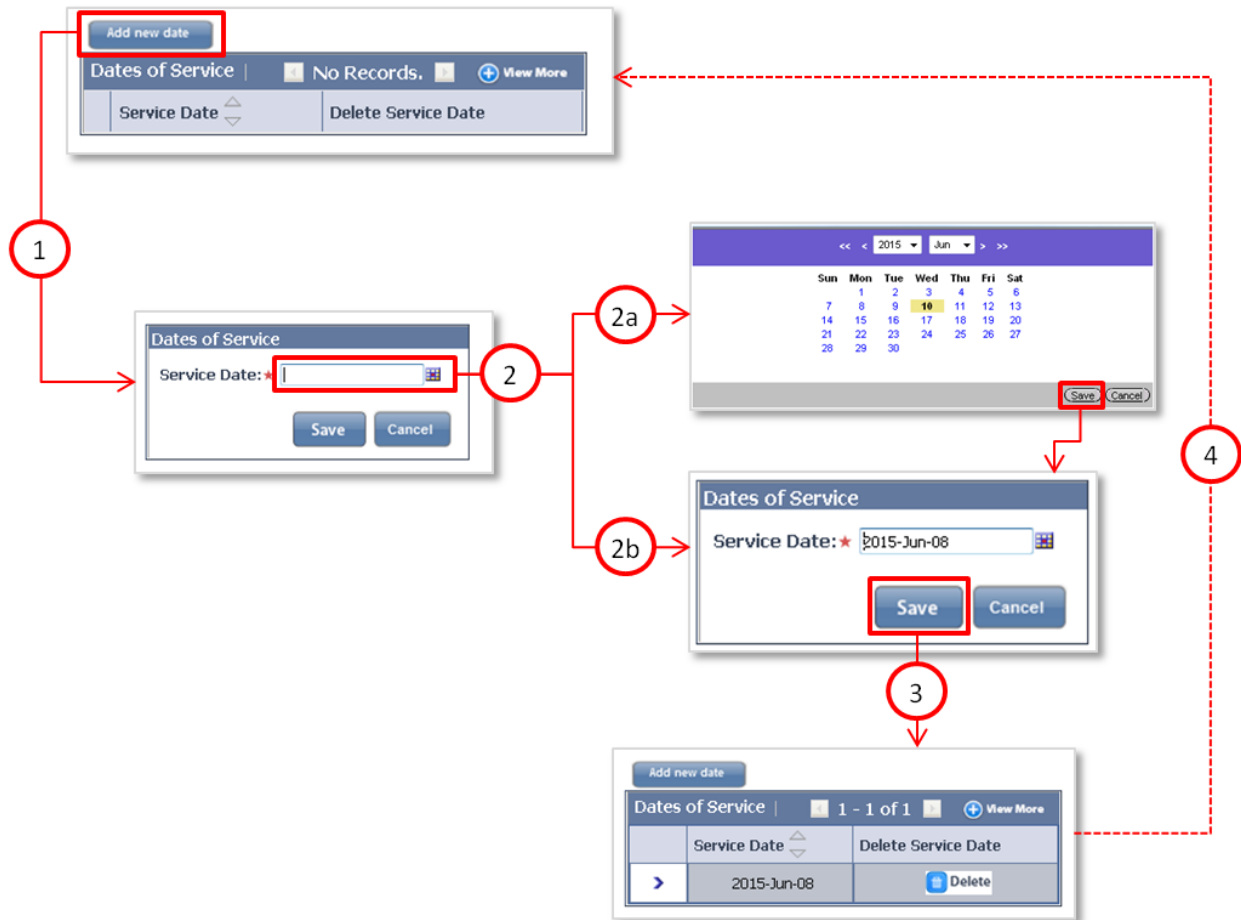 Add new date
Dates of Service | No Records. View More
Service Date Delete Service Date
1
Dates of Service
Service Date:★
Save Cancel
2
2a
<< < 2015 Jun > >>
Sun Mon Tue Wed Thu Fri Sat
1 2 3 4 5 6
7 8 9 10 11 12 13
14 15 16 17 18 19 20
21 22 23 24 25 26 27
28 29 30
Save Cancel
2b
Dates of Service
Service Date:★ 2015-Jun-08
Save Cancel
3
4
Add new date
Dates of Service | 1 - 1 of 1 View More
Service Date Delete Service Date
> 2015-Jun-08 Delete